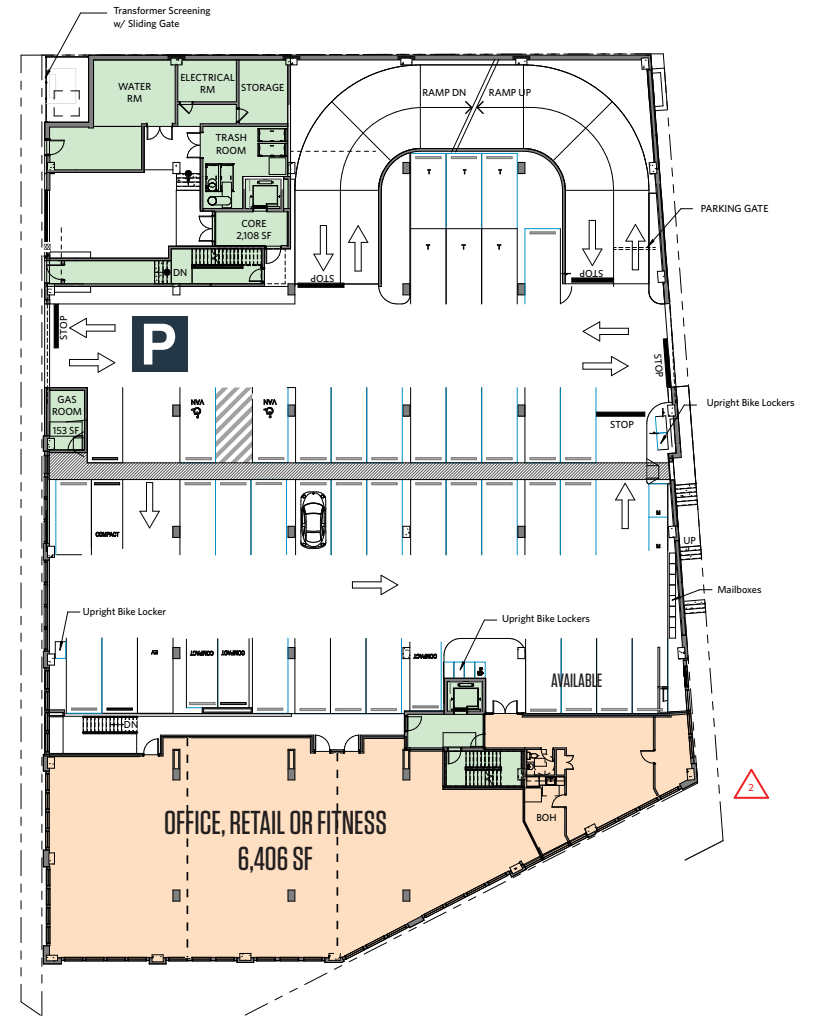 Transformer Screening
w/ Sliding Gate
WATER
RM
ELECTRICAL
RM
STORAGE
RAMP DN
RAMP UP
TRASH
ROOM
T T T
PARKING GATE
CORE
2,108 SF
T T T
DN
STOP
STOP
STOP
P
STOP
GAS
ROOM
153 SF
VAN
VAN
STOP
Upright Bike Lockers
COMPACT
M
M
UP
Mailboxes
Upright Bike Locker
Upright Bike Lockers
EV
COMPACT
COMPACT
COMPACT
AVAILABLE
DN
OFFICE, RETAIL OR FITNESS
6,406 SF
BOH
2